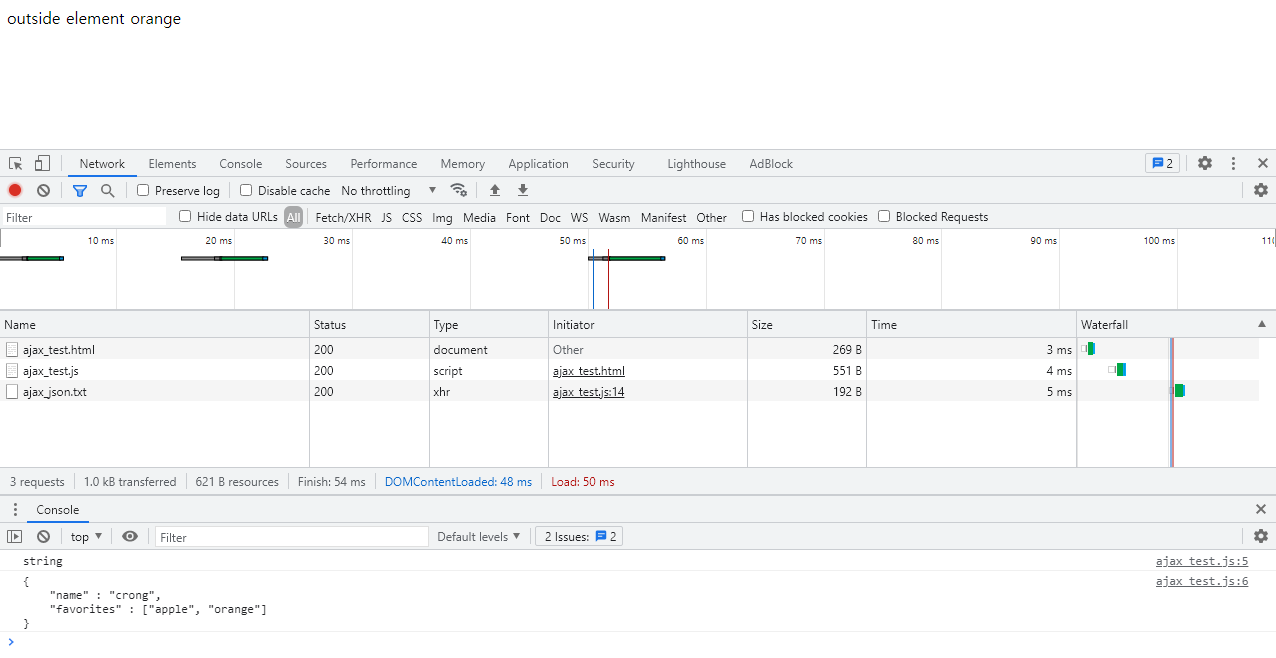 outside element orange
Network Elements Console Sources Performance Memory Application Security Lighthouse AdBlock 2
Preserve log Disable cache No throttling
Filter Hide data URLs All Fetch/XHR JS CSS Img Media Font Doc WS Wasm Manifest Other Has blocked cookies Blocked Requests
10 ms 20 ms 30 ms 40 ms 50 ms 60 ms 70 ms 80 ms 90 ms 100 ms
Name Status Type Initiator Size Time Waterfall
ajax_test.html 200 document Other 269 B 3 ms
ajax_test.js 200 script ajax_test.html 551 B 4 ms
ajax_json.txt 200 xhr ajax_test.js:14 192 B 5 ms
3 requests 1.0 kB transferred 621 B resources Finish: 54 ms DOMContentLoaded: 48 ms Load: 50 ms
Console
top Filter Default levels 2 Issues: 2
string ajax_test.js:5
{ ajax_test.js:6
"name" : "crong",
"favorites" : ["apple", "orange"]
}